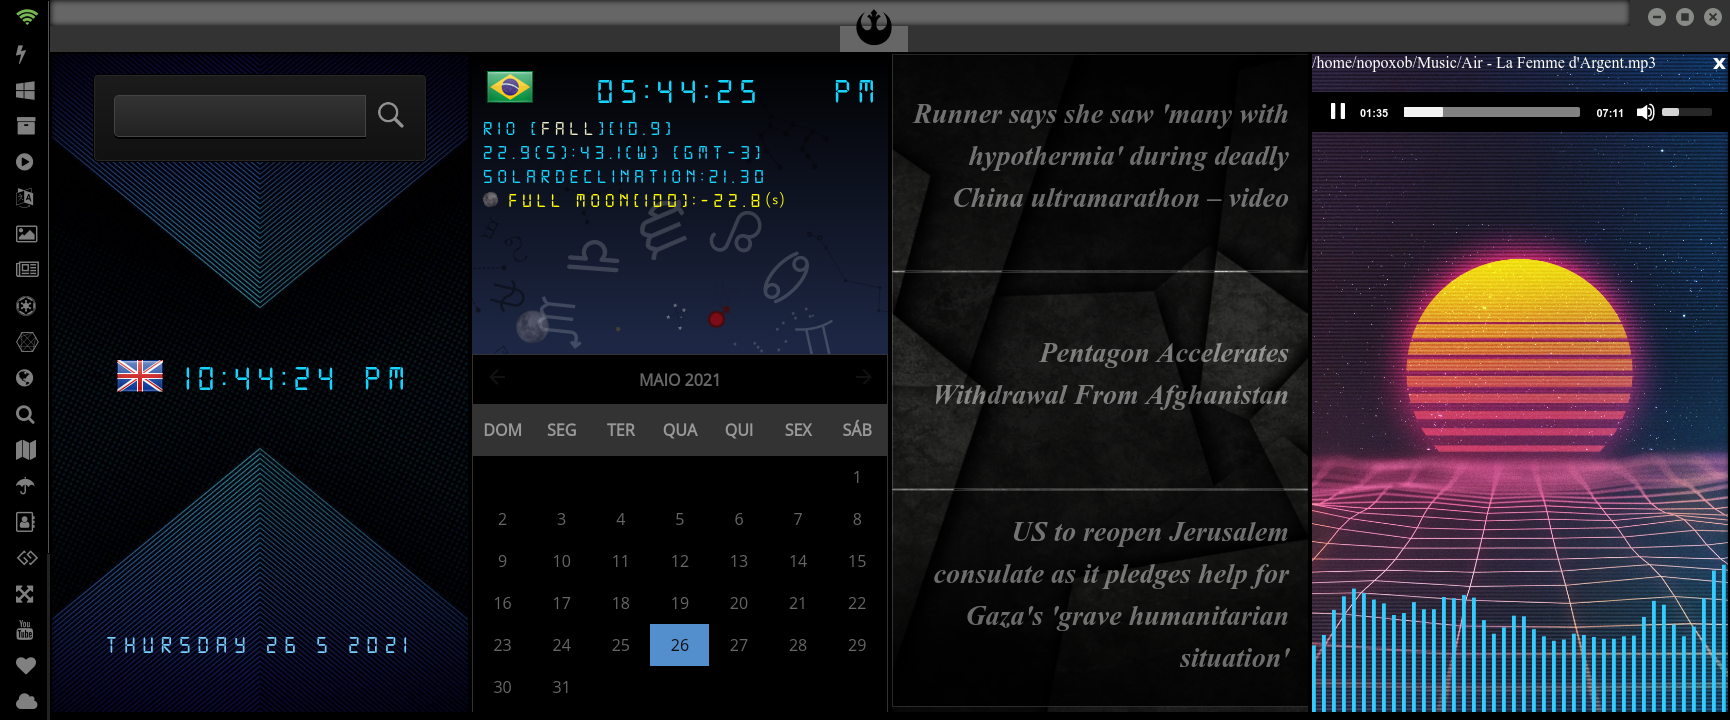 10:44:24 PM
THURSDAY 26 5 2021
05:44:25 PM
RIO [FALL][10.9]
22.9(S):43.1(W) [GMT-3]
SOLARDECLINATION:21.30
FULL MOON[100]:-22.8(s)
MAIO 2021
DOM SEG TER QUA QUI SEX SÁB
1
2 3 4 5 6 7 8
9 10 11 12 13 14 15
16 17 18 19 20 21 22
23 24 25 26 27 28 29
30 31
Runner says she saw 'many with
hypothermia' during deadly
China ultramarathon – video
Pentagon Accelerates
Withdrawal From Afghanistan
US to reopen Jerusalem
consulate as it pledges help for
Gaza's 'grave humanitarian
situation'
/home/nopoxob/Music/Air - La Femme d'Argent.mp3 x
01:35 07:11
You
Tube